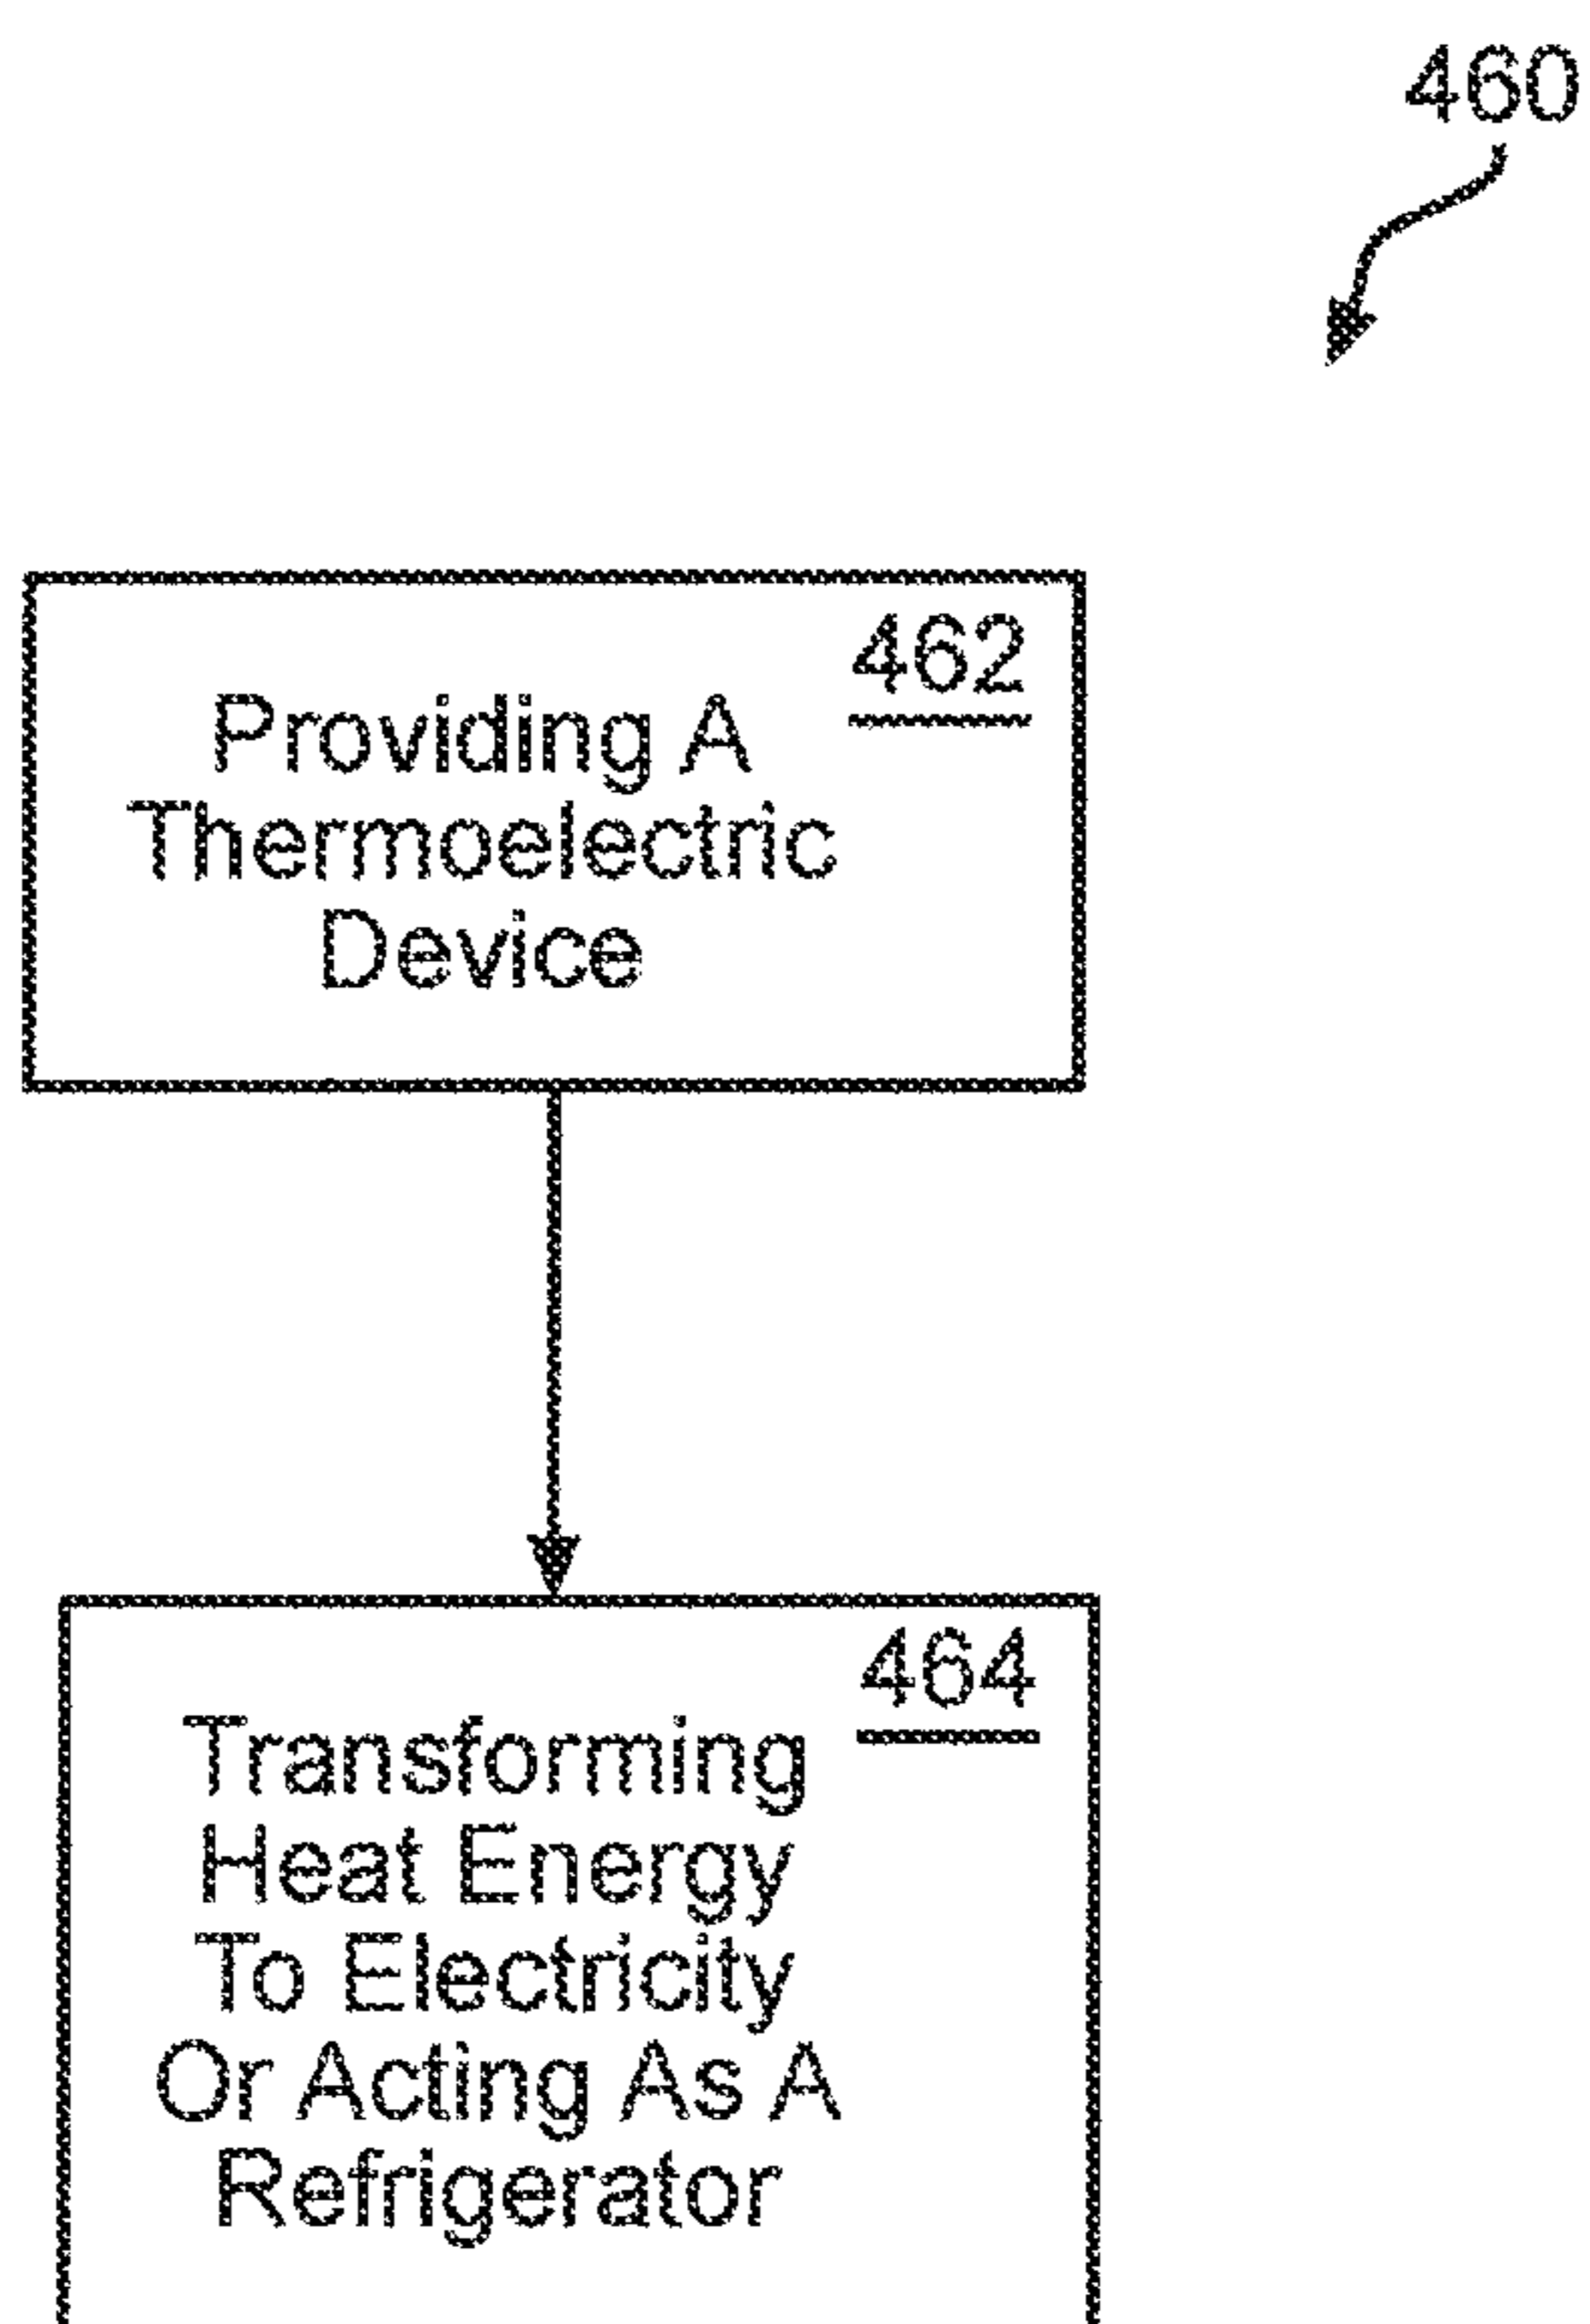 460
462
Providing A
Thermoelectric
Device
464
Transforming
Heat Energy
To Electricity
Or Acting As A
Refrigerator